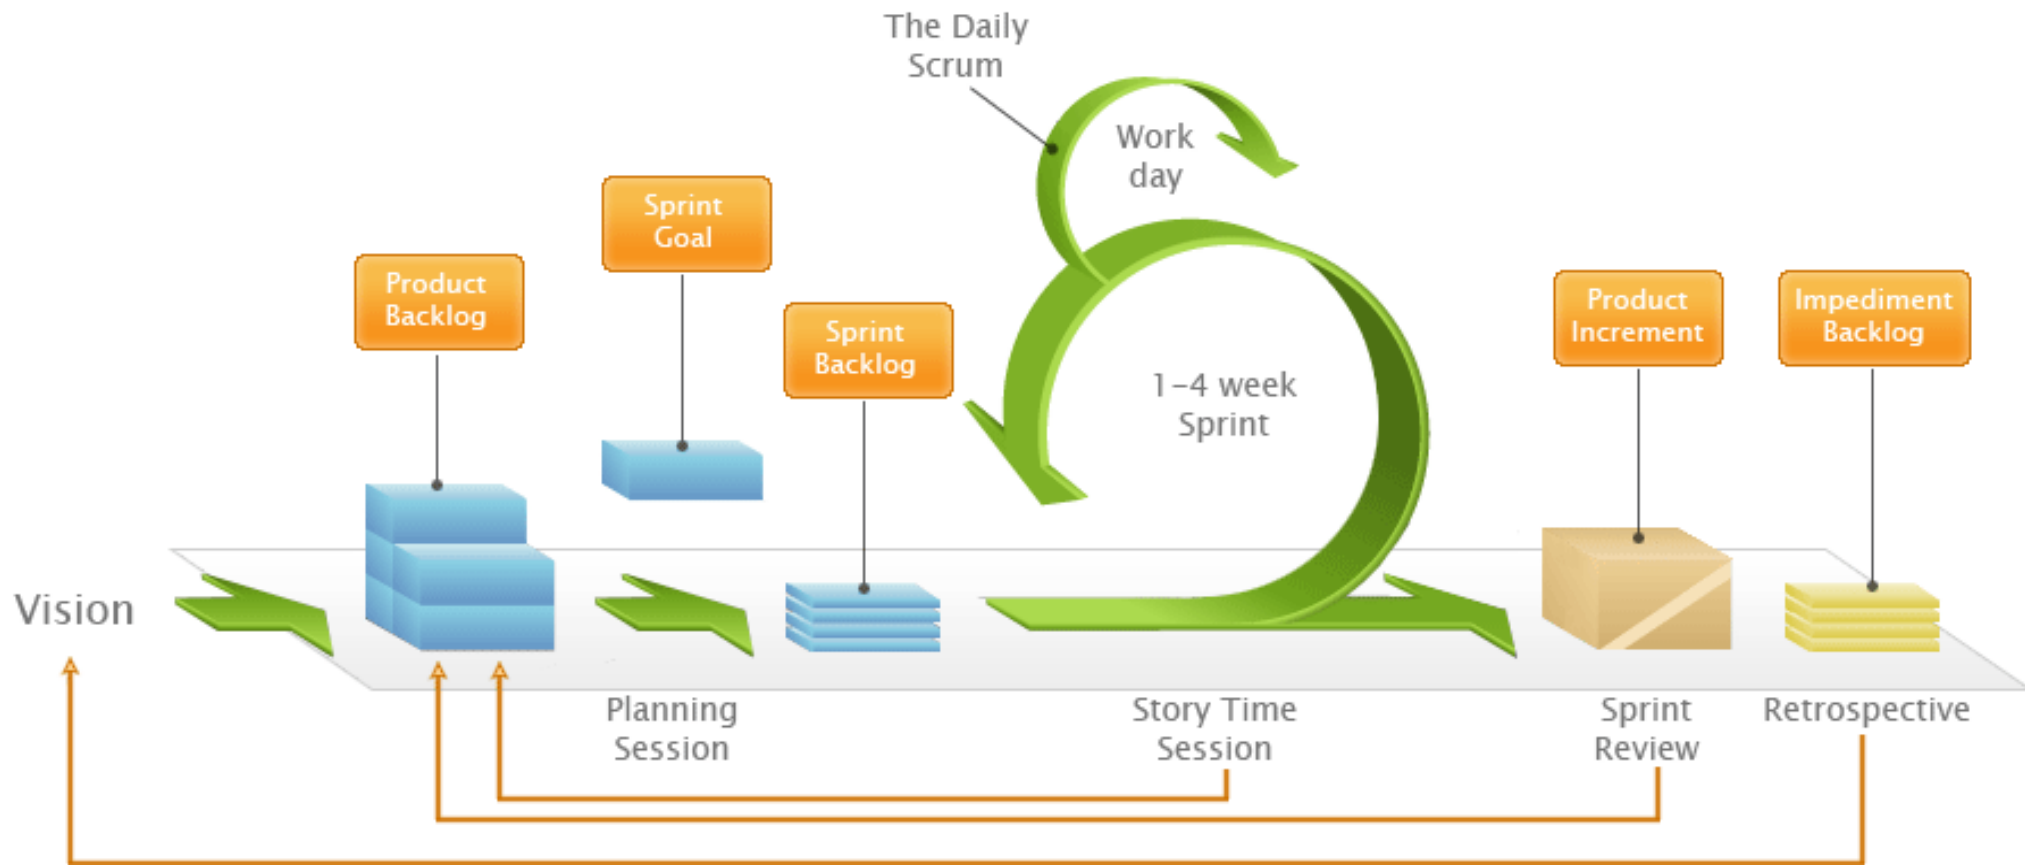 The Daily
Scrum
Work
day
Sprint
Goal
Product
Backlog
Sprint
Backlog
Product
Increment
Impediment
Backlog
1-4 week
Sprint
Vision
Planning
Session
Story Time
Session
Sprint
Review
Retrospective